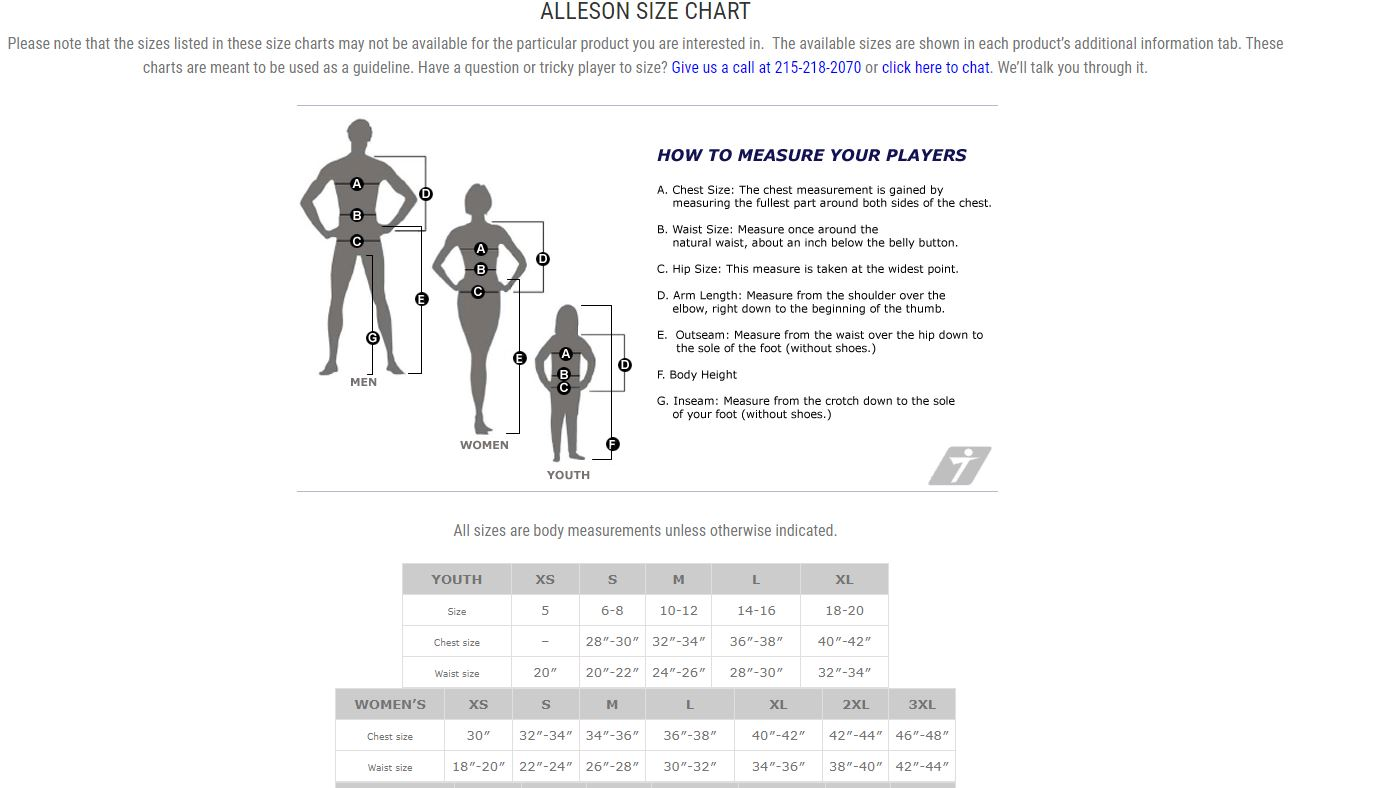 ALLESON SIZE CHART
Please note that the sizes listed in these size charts may not be available for the particular product you are interested in.  The available sizes are shown in each product’s additional information tab. These
charts are meant to be used as a guideline. Have a question or tricky player to size? Give us a call at 215-218-2070 or click here to chat. We’ll talk you through it.
HOW TO MEASURE YOUR PLAYERS
A. Chest Size: The chest measurement is gained by
measuring the fullest part around both sides of the chest.
B. Waist Size: Measure once around the
natural waist, about an inch below the belly button.
C. Hip Size: This measure is taken at the widest point.
D. Arm Length: Measure from the shoulder over the
elbow, right down to the beginning of the thumb.
E. Outseam: Measure from the waist over the hip down to
the sole of the foot (without shoes.)
F. Body Height
G. Inseam: Measure from the crotch down to the sole
of your foot (without shoes.)
A
B
C
D
E
G
MEN
A
B
C
D
E
WOMEN
A
B
C
D
F
YOUTH
All sizes are body measurements unless otherwise indicated.
YOUTH XS S M L XL
Size 5 6-8 10-12 14-16 18-20
Chest size – 28″-30″ 32″-34″ 36″-38″ 40″-42″
Waist size 20″ 20″-22″ 24″-26″ 28″-30″ 32″-34″
WOMEN’S XS S M L XL 2XL 3XL
Chest size 30″ 32″-34″ 34″-36″ 36″-38″ 40″-42″ 42″-44″ 46″-48″
Waist size 18″-20″ 22″-24″ 26″-28″ 30″-32″ 34″-36″ 38″-40″ 42″-44″